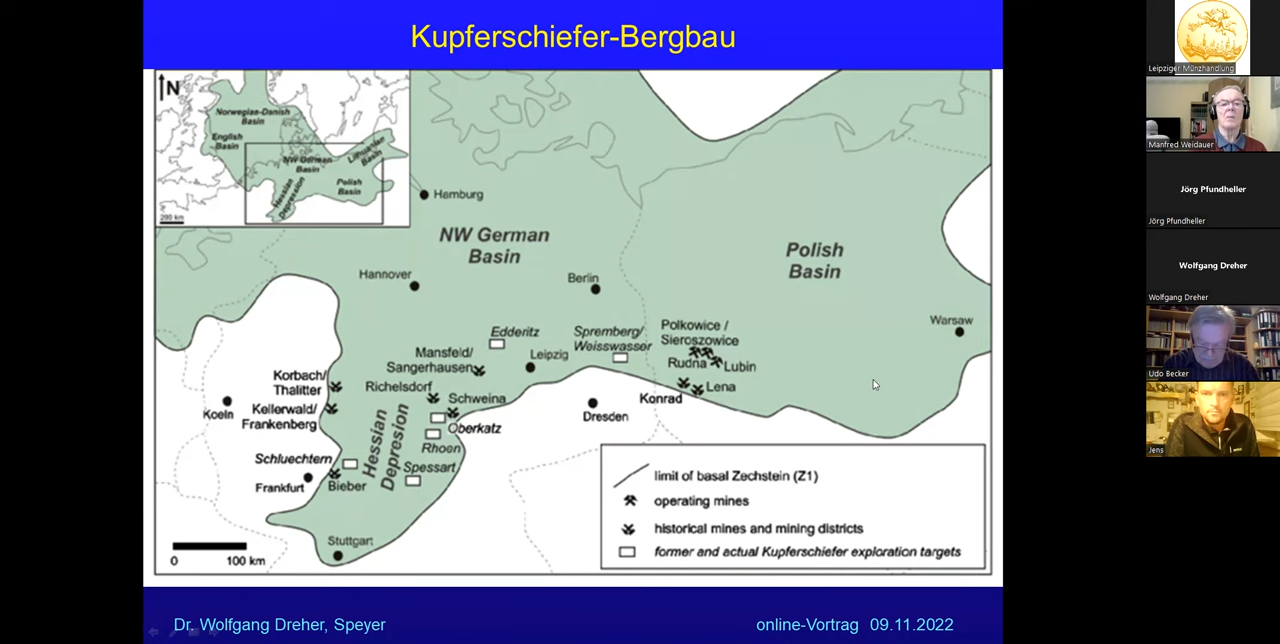 Kupferschiefer-Bergbau
N
Norwegian-Danish
Basin
English
Basin
NW German
Basin
Lithuanian
Basin
Polish
Basin
Hessian
Depression
200 km
Hamburg
NW German
Basin
Polish
Basin
Hannover
Berlin
Warsaw
Edderitz
Spremberg/
Weisswasser
Polkowice /
Sieroszowice
Rudna
Lubin
Mansfeld/
Sangerhausen
Leipzig
Korbach/
Thalitter
Richelsdorf
Schweina
Konrad
Lena
Koeln
Kellerwald/
Frankenberg
Oberkatz
Dresden
Hessian
Depresion
Rhoen
Schluechtern
Spessart
Frankfurt
Bieber
Stuttgart
0 100 km
limit of basal Zechstein (Z1)
operating mines
historical mines and mining districts
former and actual Kupferschiefer exploration targets
Dr. Wolfgang Dreher, Speyer
online-Vortrag 09.11.2022
Leipziger Münzhandlung
Manfred Weidauer
Jörg Pfundheller
Jörg Pfundheller
Wolfgang Dreher
Wolfgang Dreher
Udo Becker
Jens